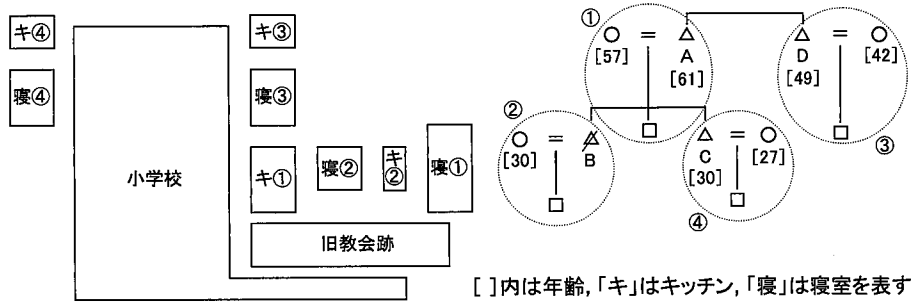 キ④
キ③
寝④
寝③
小学校
キ①
寝②
キ②
寝①
旧教会跡
①
[57]
=
A
[61]
D
[49]
=
[42]
③
②
[30]
=
B
C
[30]
=
[27]
④
[ ]内は年齢,「キ」はキッチン,「寝」は寝室を表す